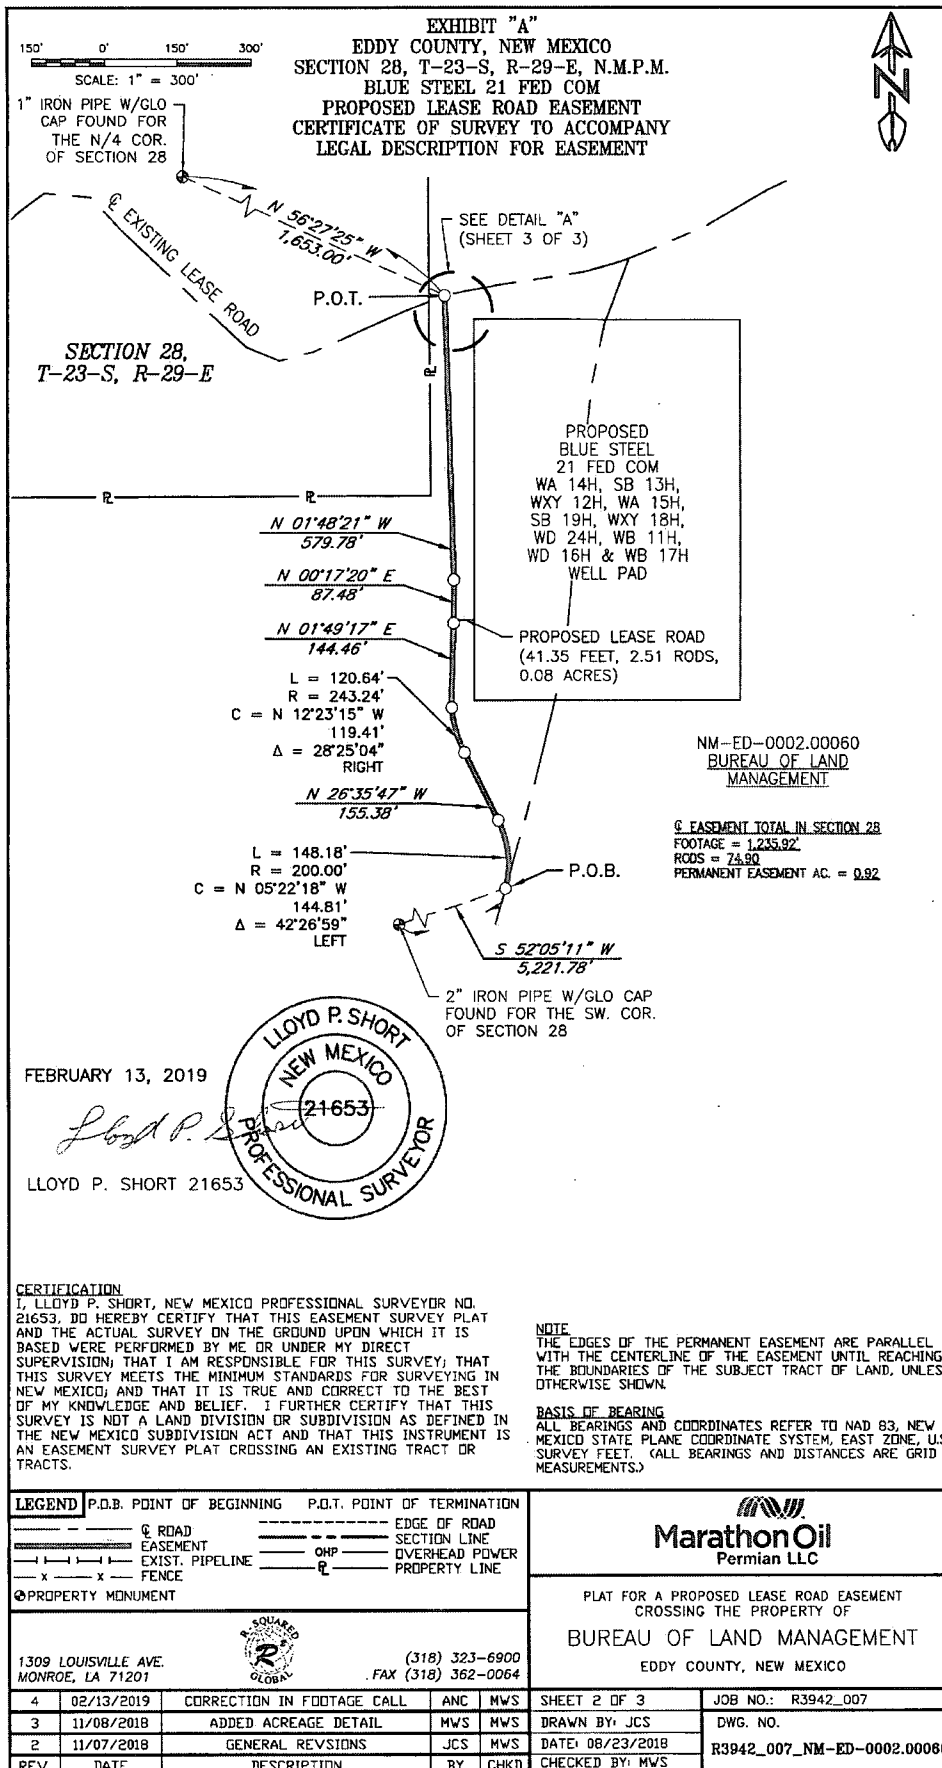 EXHIBIT "A"
EDDY COUNTY, NEW MEXICO
SECTION 28, T-23-S, R-29-E, N.M.P.M.
BLUE STEEL 21 FED COM
PROPOSED LEASE ROAD EASEMENT
CERTIFICATE OF SURVEY TO ACCOMPANY
LEGAL DESCRIPTION FOR EASEMENT
150' 0' 150' 300'
SCALE: 1" = 300'
N
1" IRON PIPE W/GLO
CAP FOUND FOR
THE N/4 COR.
OF SECTION 28
N 56°27'25" W
1,653.00'
℄ EXISTING LEASE ROAD
SEE DETAIL "A"
(SHEET 3 OF 3)
P.O.T.
SECTION 28,
T-23-S, R-29-E
PL
PL PL
PROPOSED
BLUE STEEL
21 FED COM
WA 14H, SB 13H,
WXY 12H, WA 15H,
SB 19H, WXY 18H,
WD 24H, WB 11H,
WD 16H & WB 17H
WELL PAD
N 01°48'21" W
579.78'
N 00°17'20" E
87.48'
N 01°49'17" E
144.46'
PROPOSED LEASE ROAD
(41.35 FEET, 2.51 RODS,
0.08 ACRES)
L = 120.64'
R = 243.24'
C = N 12°23'15" W
119.41'
Δ = 28°25'04"
RIGHT
NM-ED-0002.00060
BUREAU OF LAND
MANAGEMENT
N 26°35'47" W
155.38'
℄ EASEMENT TOTAL IN SECTION 28
FOOTAGE = 1,235.92'
RODS = 74.90
PERMANENT EASEMENT AC. = 0.92
L = 148.18'
R = 200.00'
C = N 05°22'18" W
144.81'
Δ = 42°26'59"
LEFT
P.O.B.
S 52°05'11" W
5,221.78'
2" IRON PIPE W/GLO CAP
FOUND FOR THE SW. COR.
OF SECTION 28
LLOYD P. SHORT
NEW MEXICO
21653
PROFESSIONAL SURVEYOR
FEBRUARY 13, 2019
Lloyd P. Short
LLOYD P. SHORT 21653
CERTIFICATION
I, LLOYD P. SHORT, NEW MEXICO PROFESSIONAL SURVEYOR NO.
21653, DO HEREBY CERTIFY THAT THIS EASEMENT SURVEY PLAT
AND THE ACTUAL SURVEY ON THE GROUND UPON WHICH IT IS
BASED WERE PERFORMED BY ME OR UNDER MY DIRECT
SUPERVISION; THAT I AM RESPONSIBLE FOR THIS SURVEY; THAT
THIS SURVEY MEETS THE MINIMUM STANDARDS FOR SURVEYING IN
NEW MEXICO; AND THAT IT IS TRUE AND CORRECT TO THE BEST
OF MY KNOWLEDGE AND BELIEF. I FURTHER CERTIFY THAT THIS
SURVEY IS NOT A LAND DIVISION OR SUBDIVISION AS DEFINED IN
THE NEW MEXICO SUBDIVISION ACT AND THAT THIS INSTRUMENT IS
AN EASEMENT SURVEY PLAT CROSSING AN EXISTING TRACT OR
TRACTS.
NOTE
THE EDGES OF THE PERMANENT EASEMENT ARE PARALLEL
WITH THE CENTERLINE OF THE EASEMENT UNTIL REACHING
THE BOUNDARIES OF THE SUBJECT TRACT OF LAND, UNLES
OTHERWISE SHOWN.
BASIS OF BEARING
ALL BEARINGS AND COORDINATES REFER TO NAD 83, NEW
MEXICO STATE PLANE COORDINATE SYSTEM, EAST ZONE, U.S
SURVEY FEET. (ALL BEARINGS AND DISTANCES ARE GRID
MEASUREMENTS.)
LEGEND P.O.B. POINT OF BEGINNING P.O.T. POINT OF TERMINATION
℄ ROAD EDGE OF ROAD
EASEMENT SECTION LINE
EXIST. PIPELINE OHP OVERHEAD POWER
x x FENCE PL PROPERTY LINE
PROPERTY MONUMENT
MarathonOil
Permian LLC
PLAT FOR A PROPOSED LEASE ROAD EASEMENT
CROSSING THE PROPERTY OF
BUREAU OF LAND MANAGEMENT
EDDY COUNTY, NEW MEXICO
1309 LOUISVILLE AVE.
MONROE, LA 71201
R-SQUARED
R²
GLOBAL
(318) 323-6900
FAX (318) 362-0064
4 02/13/2019 CORRECTION IN FOOTAGE CALL ANC MWS
3 11/08/2018 ADDED ACREAGE DETAIL MWS MWS
2 11/07/2018 GENERAL REVSIONS JCS MWS
REV. DATE DESCRIPTION BY CHKD
SHEET 2 OF 3
DRAWN BY: JCS
DATE: 08/23/2018
CHECKED BY: MWS
JOB NO.: R3942_007
DWG. NO.
R3942_007_NM-ED-0002.00060